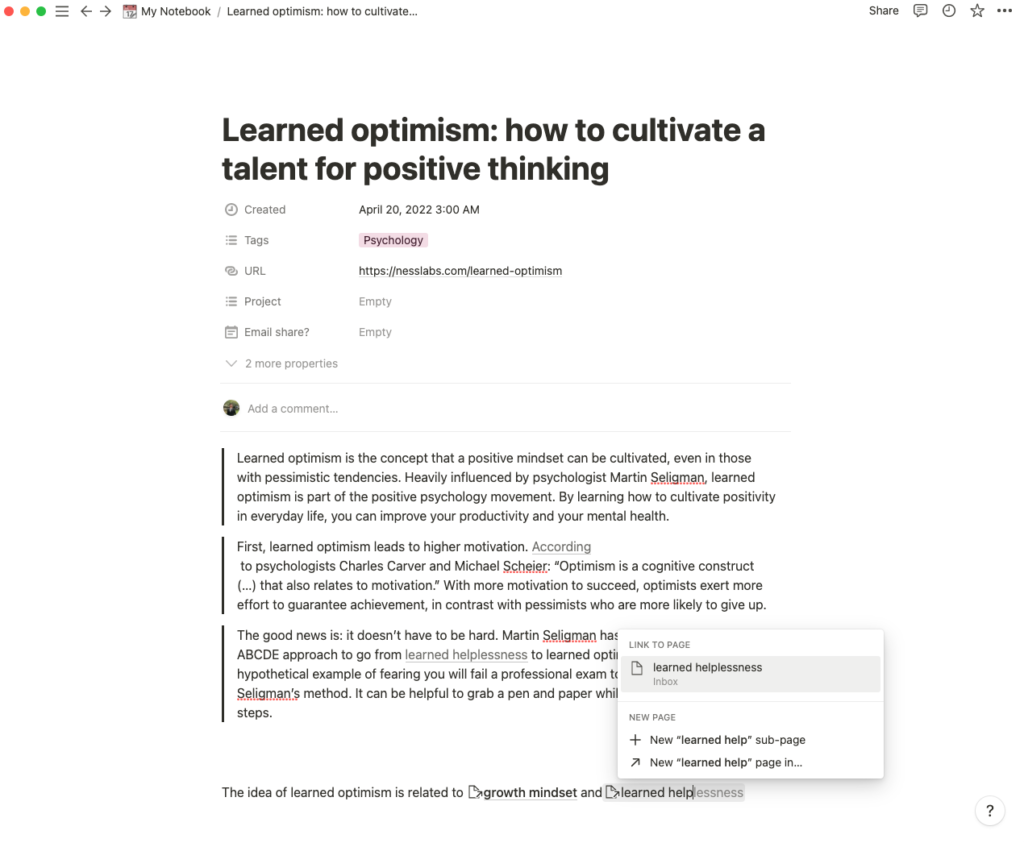 My Notebook / Learned optimism: how to cultivate...
Share
Learned optimism: how to cultivate a
talent for positive thinking
Created April 20, 2022 3:00 AM
Tags Psychology
URL https://nesslabs.com/learned-optimism
Project Empty
Email share? Empty
2 more properties
Add a comment...
Learned optimism is the concept that a positive mindset can be cultivated, even in those
with pessimistic tendencies. Heavily influenced by psychologist Martin Seligman, learned
optimism is part of the positive psychology movement. By learning how to cultivate positivity
in everyday life, you can improve your productivity and your mental health.
First, learned optimism leads to higher motivation. According
to psychologists Charles Carver and Michael Scheier: “Optimism is a cognitive construct
(...) that also relates to motivation.” With more motivation to succeed, optimists exert more
effort to guarantee achievement, in contrast with pessimists who are more likely to give up.
The good news is: it doesn’t have to be hard. Martin Seligman has
ABCDE approach to go from learned helplessness to learned opti
hypothetical example of fearing you will fail a professional exam to
Seligman’s method. It can be helpful to grab a pen and paper whil
steps.
LINK TO PAGE
learned helplessness
Inbox
NEW PAGE
New “learned help” sub-page
New “learned help” page in...
The idea of learned optimism is related to growth mindset and learned helplessness
?